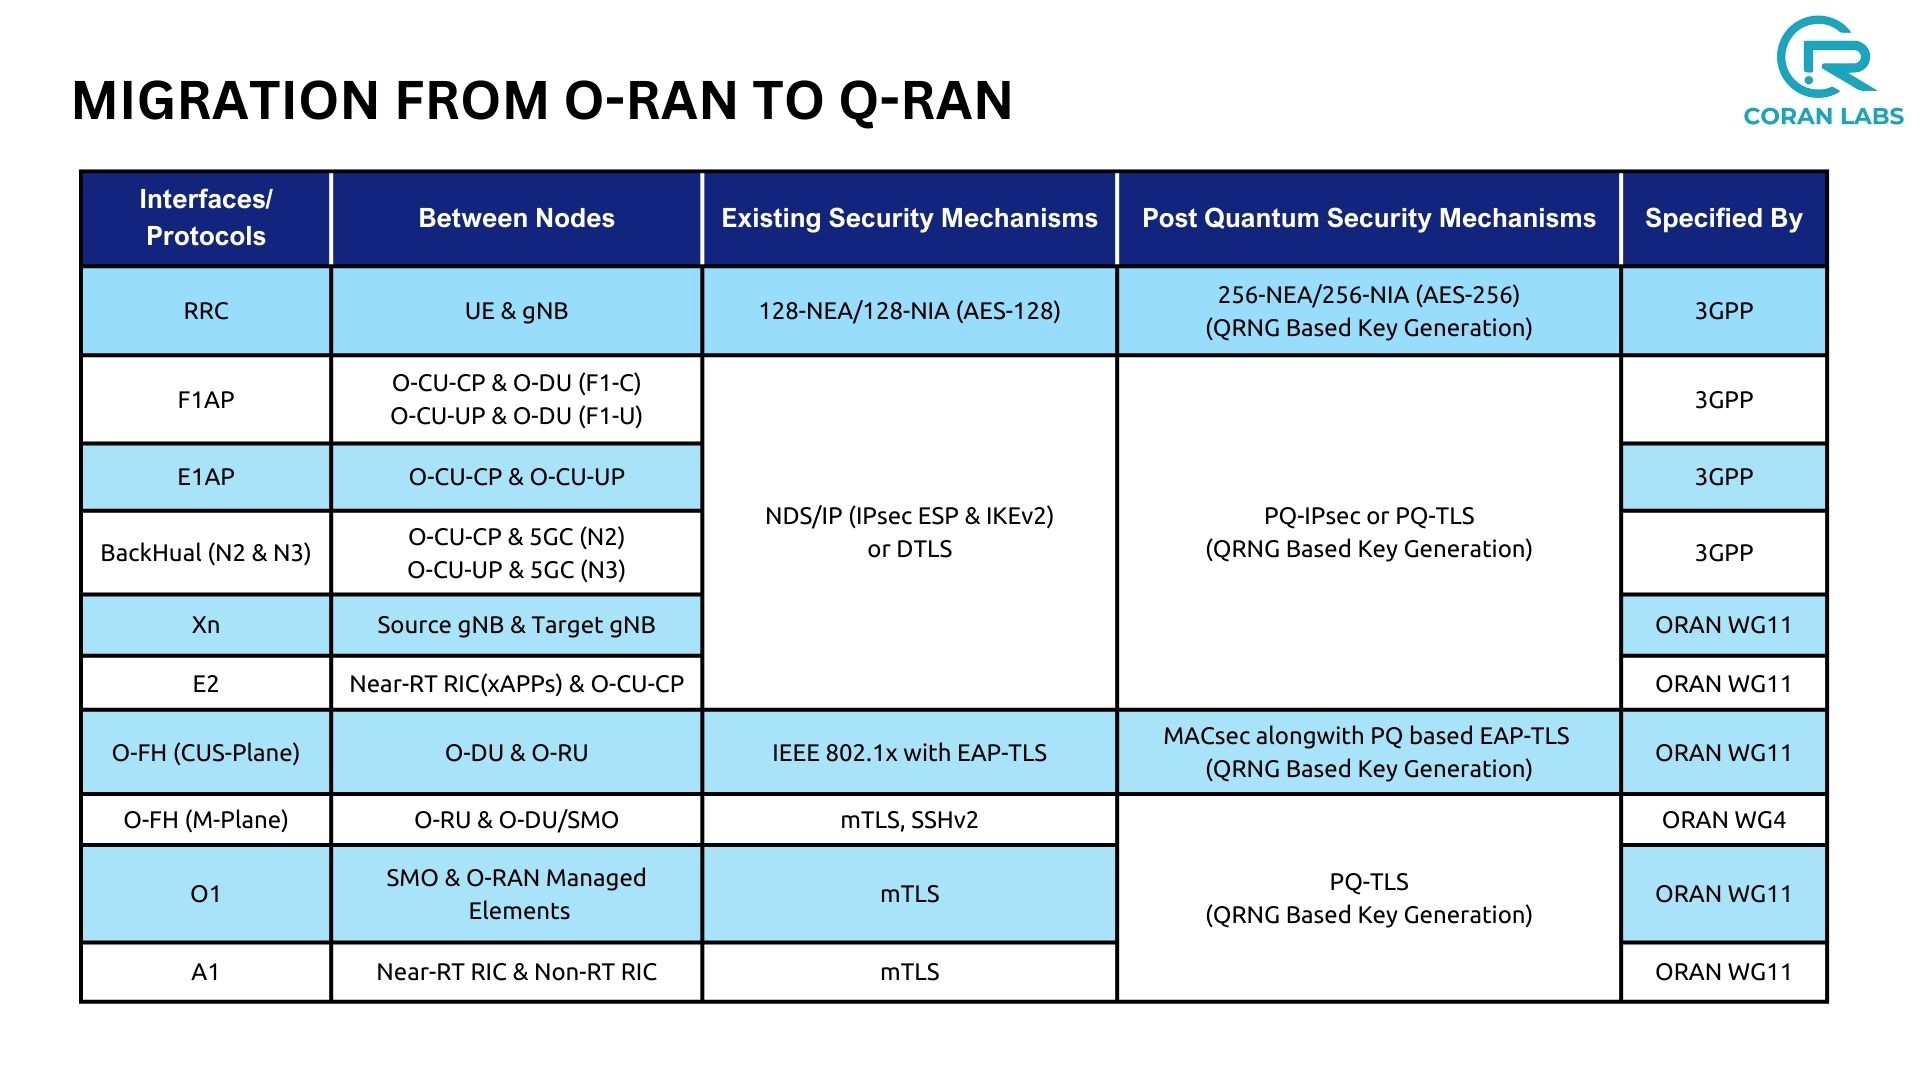 CORAN LABS
MIGRATION FROM O-RAN TO Q-RAN
Interfaces/
Protocols
Between Nodes
Existing Security Mechanisms
Post Quantum Security Mechanisms
Specified By
RRC
UE & gNB
128-NEA/128-NIA (AES-128)
256-NEA/256-NIA (AES-256)
(QRNG Based Key Generation)
3GPP
F1AP
O-CU-CP & O-DU (F1-C)
O-CU-UP & O-DU (F1-U)
NDS/IP (IPsec ESP & IKEv2)
or DTLS
PQ-IPsec or PQ-TLS
(QRNG Based Key Generation)
3GPP
E1AP
O-CU-CP & O-CU-UP
3GPP
BackHual (N2 & N3)
O-CU-CP & 5GC (N2)
O-CU-UP & 5GC (N3)
3GPP
Xn
Source gNB & Target gNB
ORAN WG11
E2
Near-RT RIC(xAPPs) & O-CU-CP
ORAN WG11
O-FH (CUS-Plane)
O-DU & O-RU
IEEE 802.1x with EAP-TLS
MACsec alongwith PQ based EAP-TLS
(QRNG Based Key Generation)
ORAN WG11
O-FH (M-Plane)
O-RU & O-DU/SMO
mTLS, SSHv2
PQ-TLS
(QRNG Based Key Generation)
ORAN WG4
O1
SMO & O-RAN Managed
Elements
mTLS
ORAN WG11
A1
Near-RT RIC & Non-RT RIC
mTLS
ORAN WG11